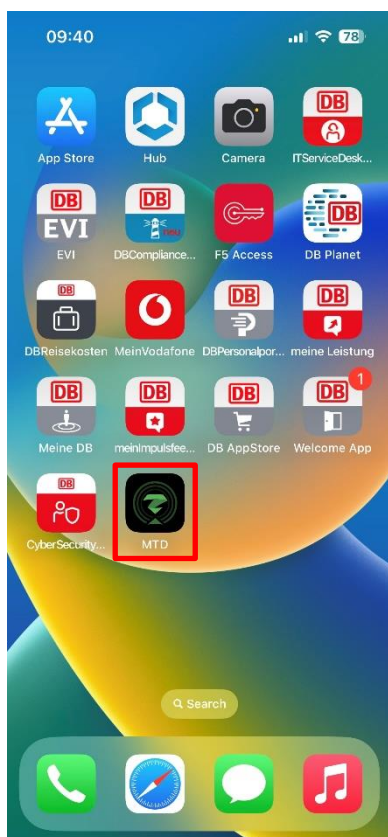 09:40
78
DB
App Store
Hub
Camera
ITServiceDesk...
DB
EVI
DB
neu
DB
EVI
DBCompliance...
F5 Access
DB Planet
DB
DB
DB
DBReisekosten
MeinVodafone
DBPersonalpor...
meine Leistung
DB
DB
DB
DB
1
Meine DB
meinImpulsfee...
DB AppStore
Welcome App
DB
CyberSecurity...
MTD
Search